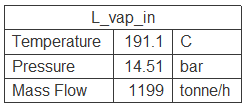 L_vap_in
Temperature 191.1 C
Pressure 14.51 bar
Mass Flow 1199 tonne/h